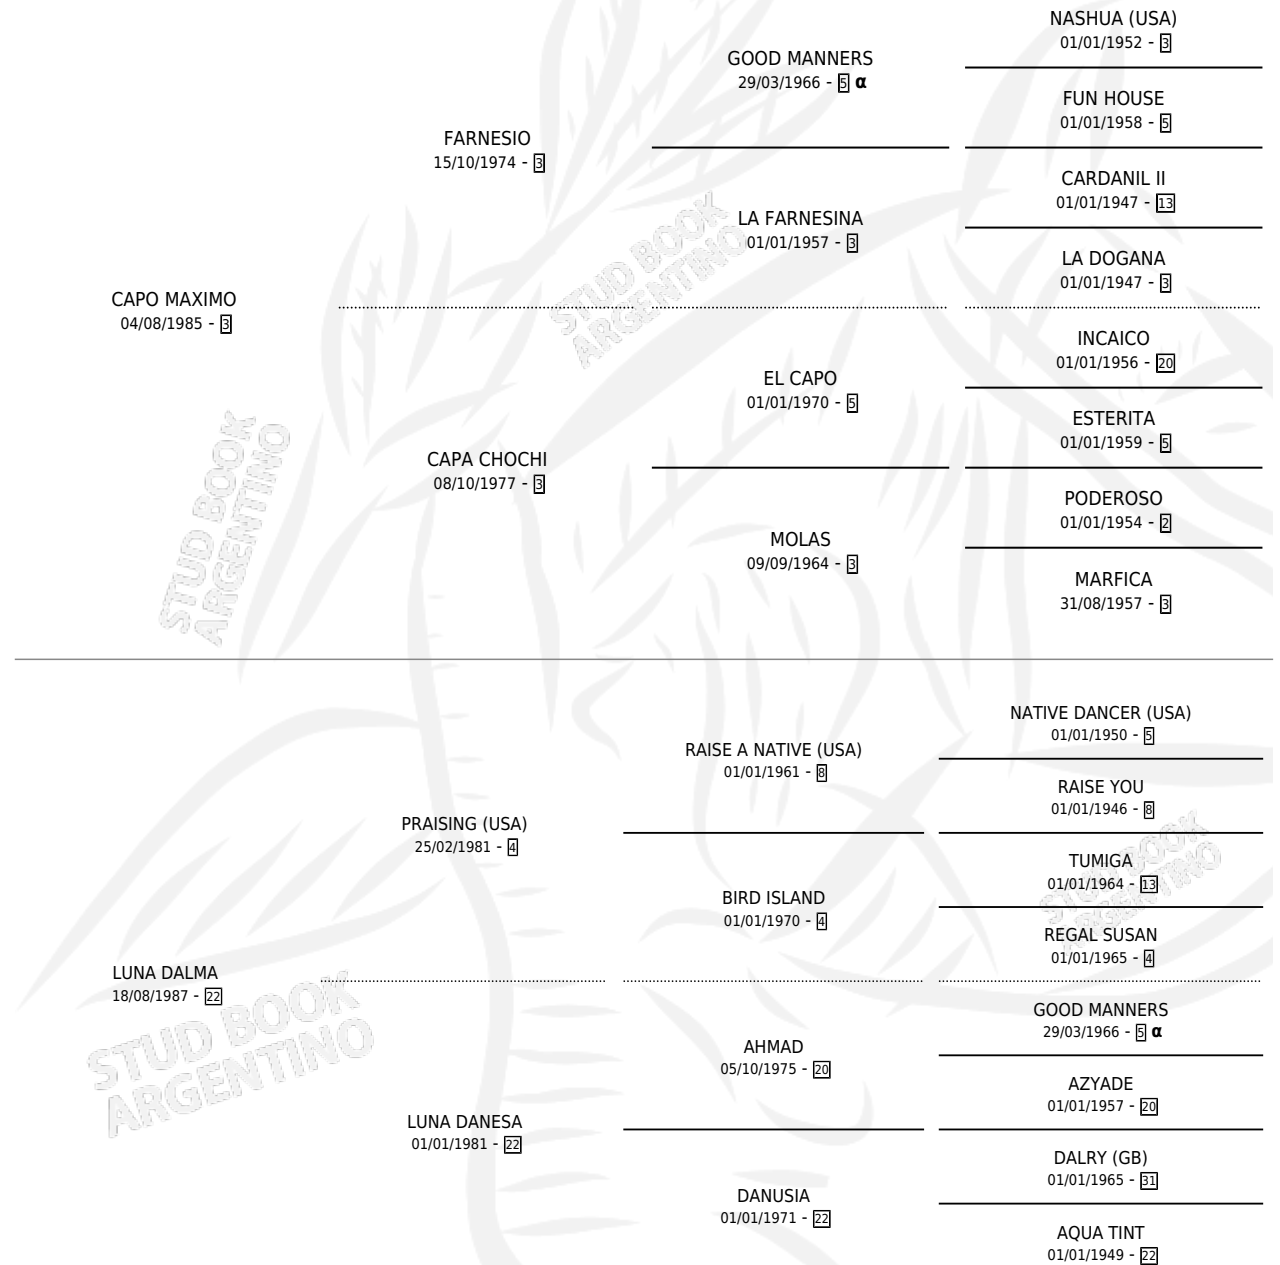 NASHUA (USA)
01/01/1952 - 3
GOOD MANNERS
29/03/1966 - 5 α
FUN HOUSE
01/01/1958 - 5
FARNESIO
15/10/1974 - 3
CARDANIL II
01/01/1947 - 13
LA FARNESINA
01/01/1957 - 3
LA DOGANA
01/01/1947 - 3
CAPO MAXIMO
04/08/1985 - 3
INCAICO
01/01/1956 - 20
EL CAPO
01/01/1970 - 5
ESTERITA
01/01/1959 - 5
CAPA CHOCHI
08/10/1977 - 3
PODEROSO
01/01/1954 - 2
MOLAS
09/09/1964 - 3
MARFICA
31/08/1957 - 3
STUD BOOK
ARGENTINO
STUD BOOK
ARGENTINO
NATIVE DANCER (USA)
01/01/1950 - 5
RAISE A NATIVE (USA)
01/01/1961 - 8
RAISE YOU
01/01/1946 - 8
PRAISING (USA)
25/02/1981 - 4
TUMIGA
01/01/1964 - 13
BIRD ISLAND
01/01/1970 - 4
REGAL SUSAN
01/01/1965 - 4
LUNA DALMA
18/08/1987 - 22
GOOD MANNERS
29/03/1966 - 5 α
AHMAD
05/10/1975 - 20
AZYADE
01/01/1957 - 20
LUNA DANESA
01/01/1981 - 22
DALRY (GB)
01/01/1965 - 31
DANUSIA
01/01/1971 - 22
AQUA TINT
01/01/1949 - 22
STUD BOOK
ARGENTINO
STUD BOOK
ARGENTINO